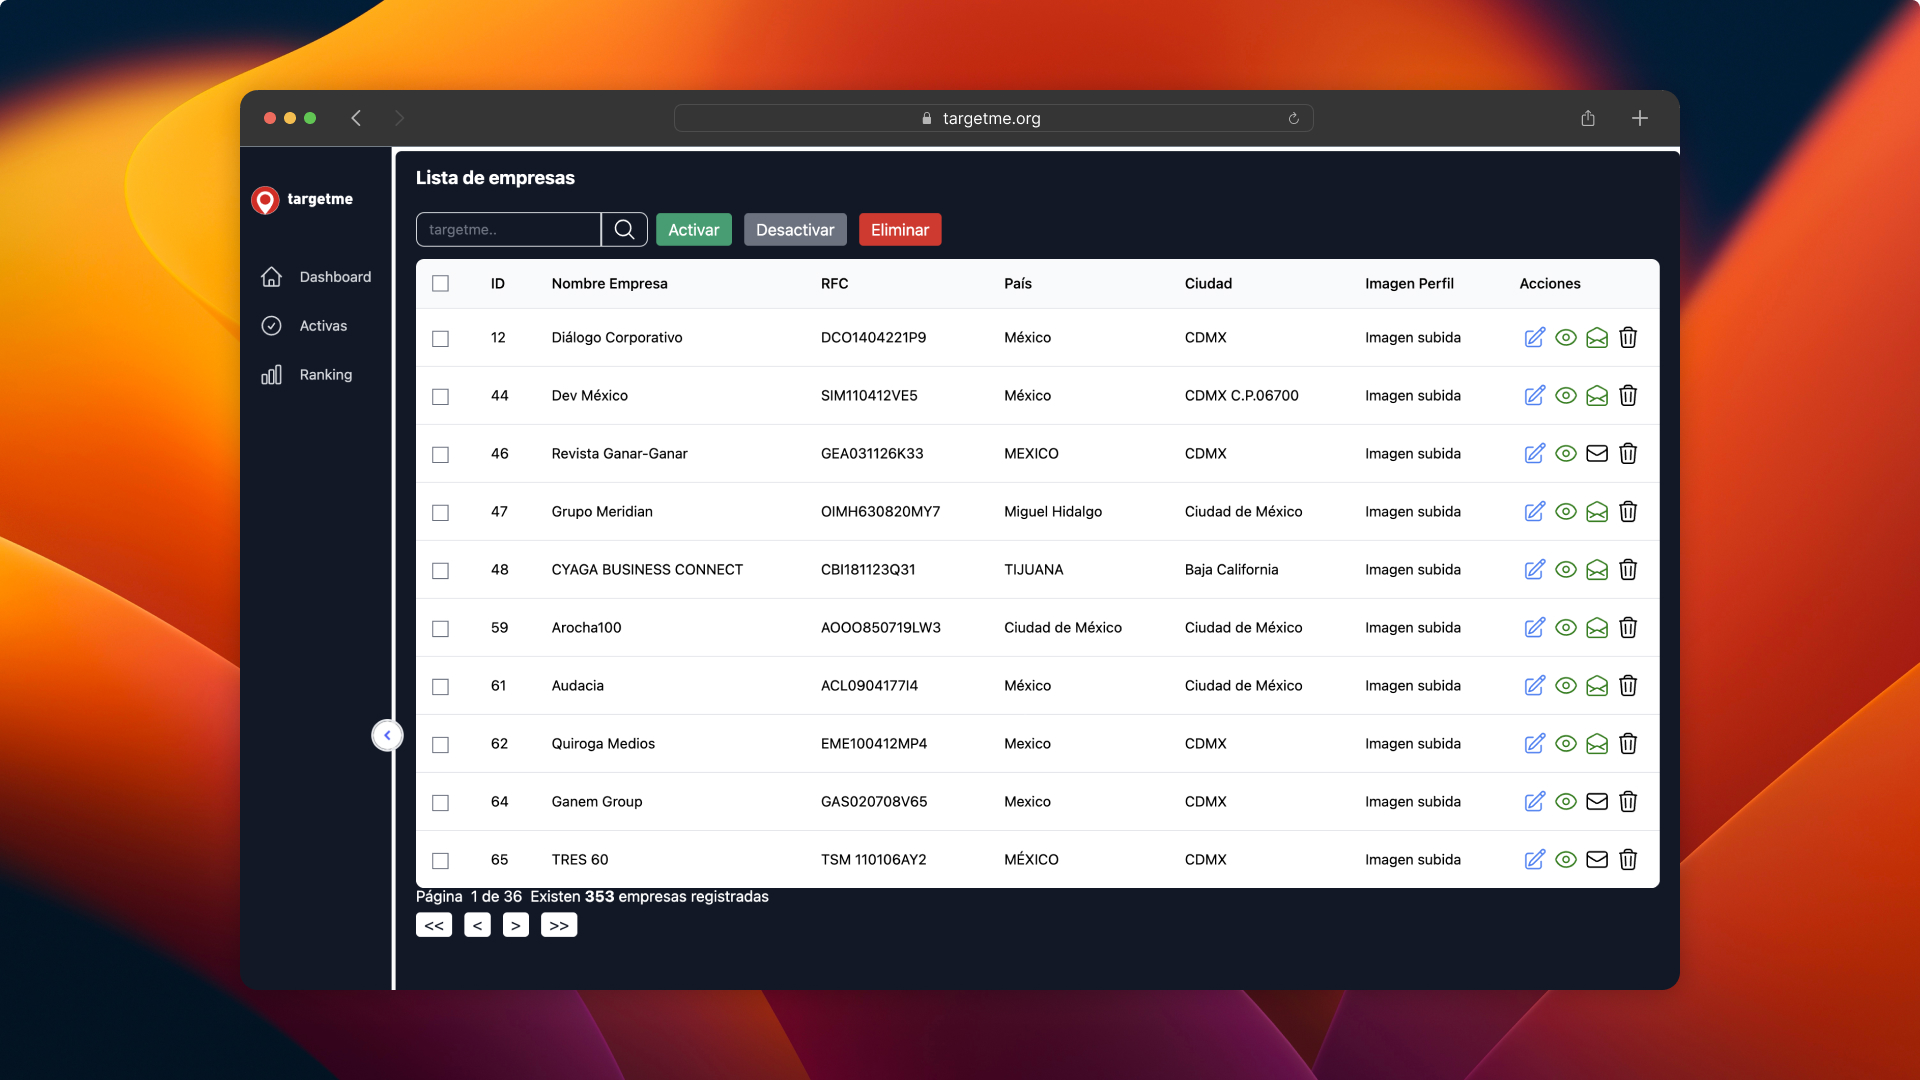 targetme.org
targetme
Dashboard
Activas
Ranking
Lista de empresas
targetme.. Activar Desactivar Eliminar
ID Nombre Empresa RFC País Ciudad Imagen Perfil Acciones
12 Diálogo Corporativo DCO1404221P9 México CDMX Imagen subida
44 Dev México SIM110412VE5 México CDMX C.P.06700 Imagen subida
46 Revista Ganar-Ganar GEA031126K33 MEXICO CDMX Imagen subida
47 Grupo Meridian OIMH630820MY7 Miguel Hidalgo Ciudad de México Imagen subida
48 CYAGA BUSINESS CONNECT CBI181123Q31 TIJUANA Baja California Imagen subida
59 Arocha100 AOOO850719LW3 Ciudad de México Ciudad de México Imagen subida
61 Audacia ACL0904177I4 México Ciudad de México Imagen subida
62 Quiroga Medios EME100412MP4 Mexico CDMX Imagen subida
64 Ganem Group GAS020708V65 Mexico CDMX Imagen subida
65 TRES 60 TSM 110106AY2 MÉXICO CDMX Imagen subida
Página 1 de 36 Existen 353 empresas registradas
<< < > >>